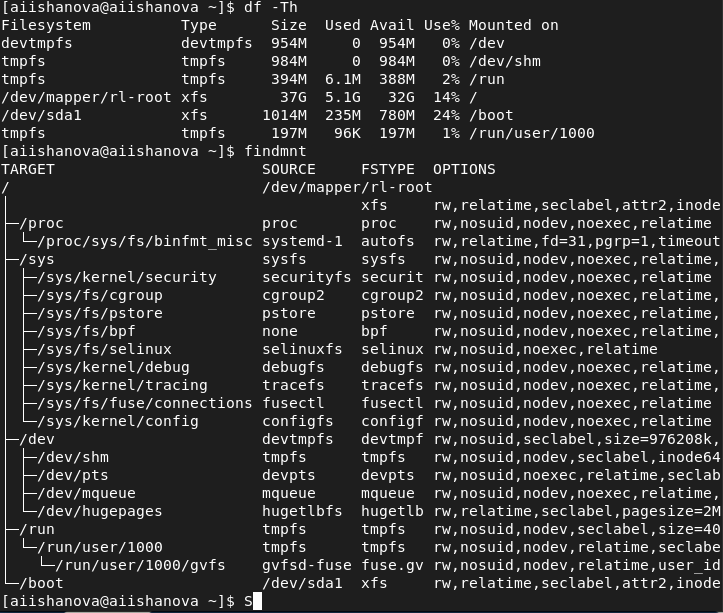 [aiishanova@aiishanova ~]$ df -Th
Filesystem Type Size Used Avail Use% Mounted on
devtmpfs devtmpfs 954M 0 954M 0% /dev
tmpfs tmpfs 984M 0 984M 0% /dev/shm
tmpfs tmpfs 394M 6.1M 388M 2% /run
/dev/mapper/rl-root xfs 37G 5.1G 32G 14% /
/dev/sda1 xfs 1014M 235M 780M 24% /boot
tmpfs tmpfs 197M 96K 197M 1% /run/user/1000
[aiishanova@aiishanova ~]$ findmnt
TARGET SOURCE FSTYPE OPTIONS
/ /dev/mapper/rl-root
│ xfs rw,relatime,seclabel,attr2,inode
├─/proc proc proc rw,nosuid,nodev,noexec,relatime
│ └─/proc/sys/fs/binfmt_misc systemd-1 autofs rw,relatime,fd=31,pgrp=1,timeout
├─/sys sysfs sysfs rw,nosuid,nodev,noexec,relatime,
│ ├─/sys/kernel/security securityfs securit rw,nosuid,nodev,noexec,relatime
│ ├─/sys/fs/cgroup cgroup2 cgroup2 rw,nosuid,nodev,noexec,relatime,
│ ├─/sys/fs/pstore pstore pstore rw,nosuid,nodev,noexec,relatime,
│ ├─/sys/fs/bpf none bpf rw,nosuid,nodev,noexec,relatime,
│ ├─/sys/fs/selinux selinuxfs selinux rw,nosuid,noexec,relatime
│ ├─/sys/kernel/debug debugfs debugfs rw,nosuid,nodev,noexec,relatime,
│ ├─/sys/kernel/tracing tracefs tracefs rw,nosuid,nodev,noexec,relatime,
│ ├─/sys/fs/fuse/connections fusectl fusectl rw,nosuid,nodev,noexec,relatime
│ └─/sys/kernel/config configfs configf rw,nosuid,nodev,noexec,relatime
├─/dev devtmpfs devtmpf rw,nosuid,seclabel,size=976208k,
│ ├─/dev/shm tmpfs tmpfs rw,nosuid,nodev,seclabel,inode64
│ ├─/dev/pts devpts devpts rw,nosuid,noexec,relatime,seclab
│ ├─/dev/mqueue mqueue mqueue rw,nosuid,nodev,noexec,relatime,
│ └─/dev/hugepages hugetlbfs hugetlb rw,relatime,seclabel,pagesize=2M
├─/run tmpfs tmpfs rw,nosuid,nodev,seclabel,size=40
│ └─/run/user/1000 tmpfs tmpfs rw,nosuid,nodev,relatime,seclabe
│ └─/run/user/1000/gvfs gvfsd-fuse fuse.gv rw,nosuid,nodev,relatime,user_id
└─/boot /dev/sda1 xfs rw,relatime,seclabel,attr2,inode
[aiishanova@aiishanova ~]$ S